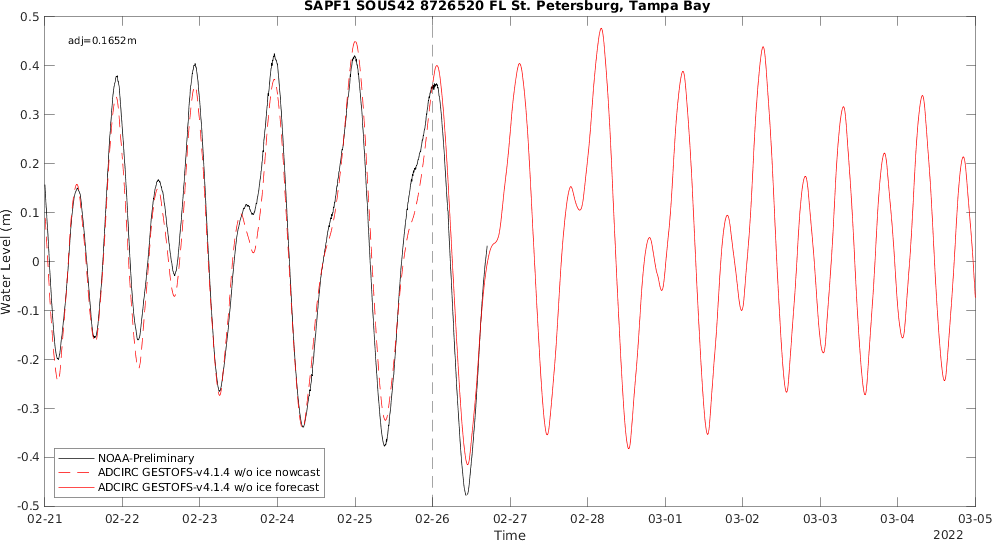 SAPF1 SOUS42 8726520 FL St. Petersburg, Tampa Bay
adj=0.1652m
0.5
0.4
0.3
0.2
0.1
0
-0.1
-0.2
-0.3
-0.4
-0.5
Water Level (m)
NOAA-Preliminary
ADCIRC GESTOFS-v4.1.4 w/o ice nowcast
ADCIRC GESTOFS-v4.1.4 w/o ice forecast
02-21 02-22 02-23 02-24 02-25 02-26 02-27 02-28 03-01 03-02 03-03 03-04 03-05
Time
2022